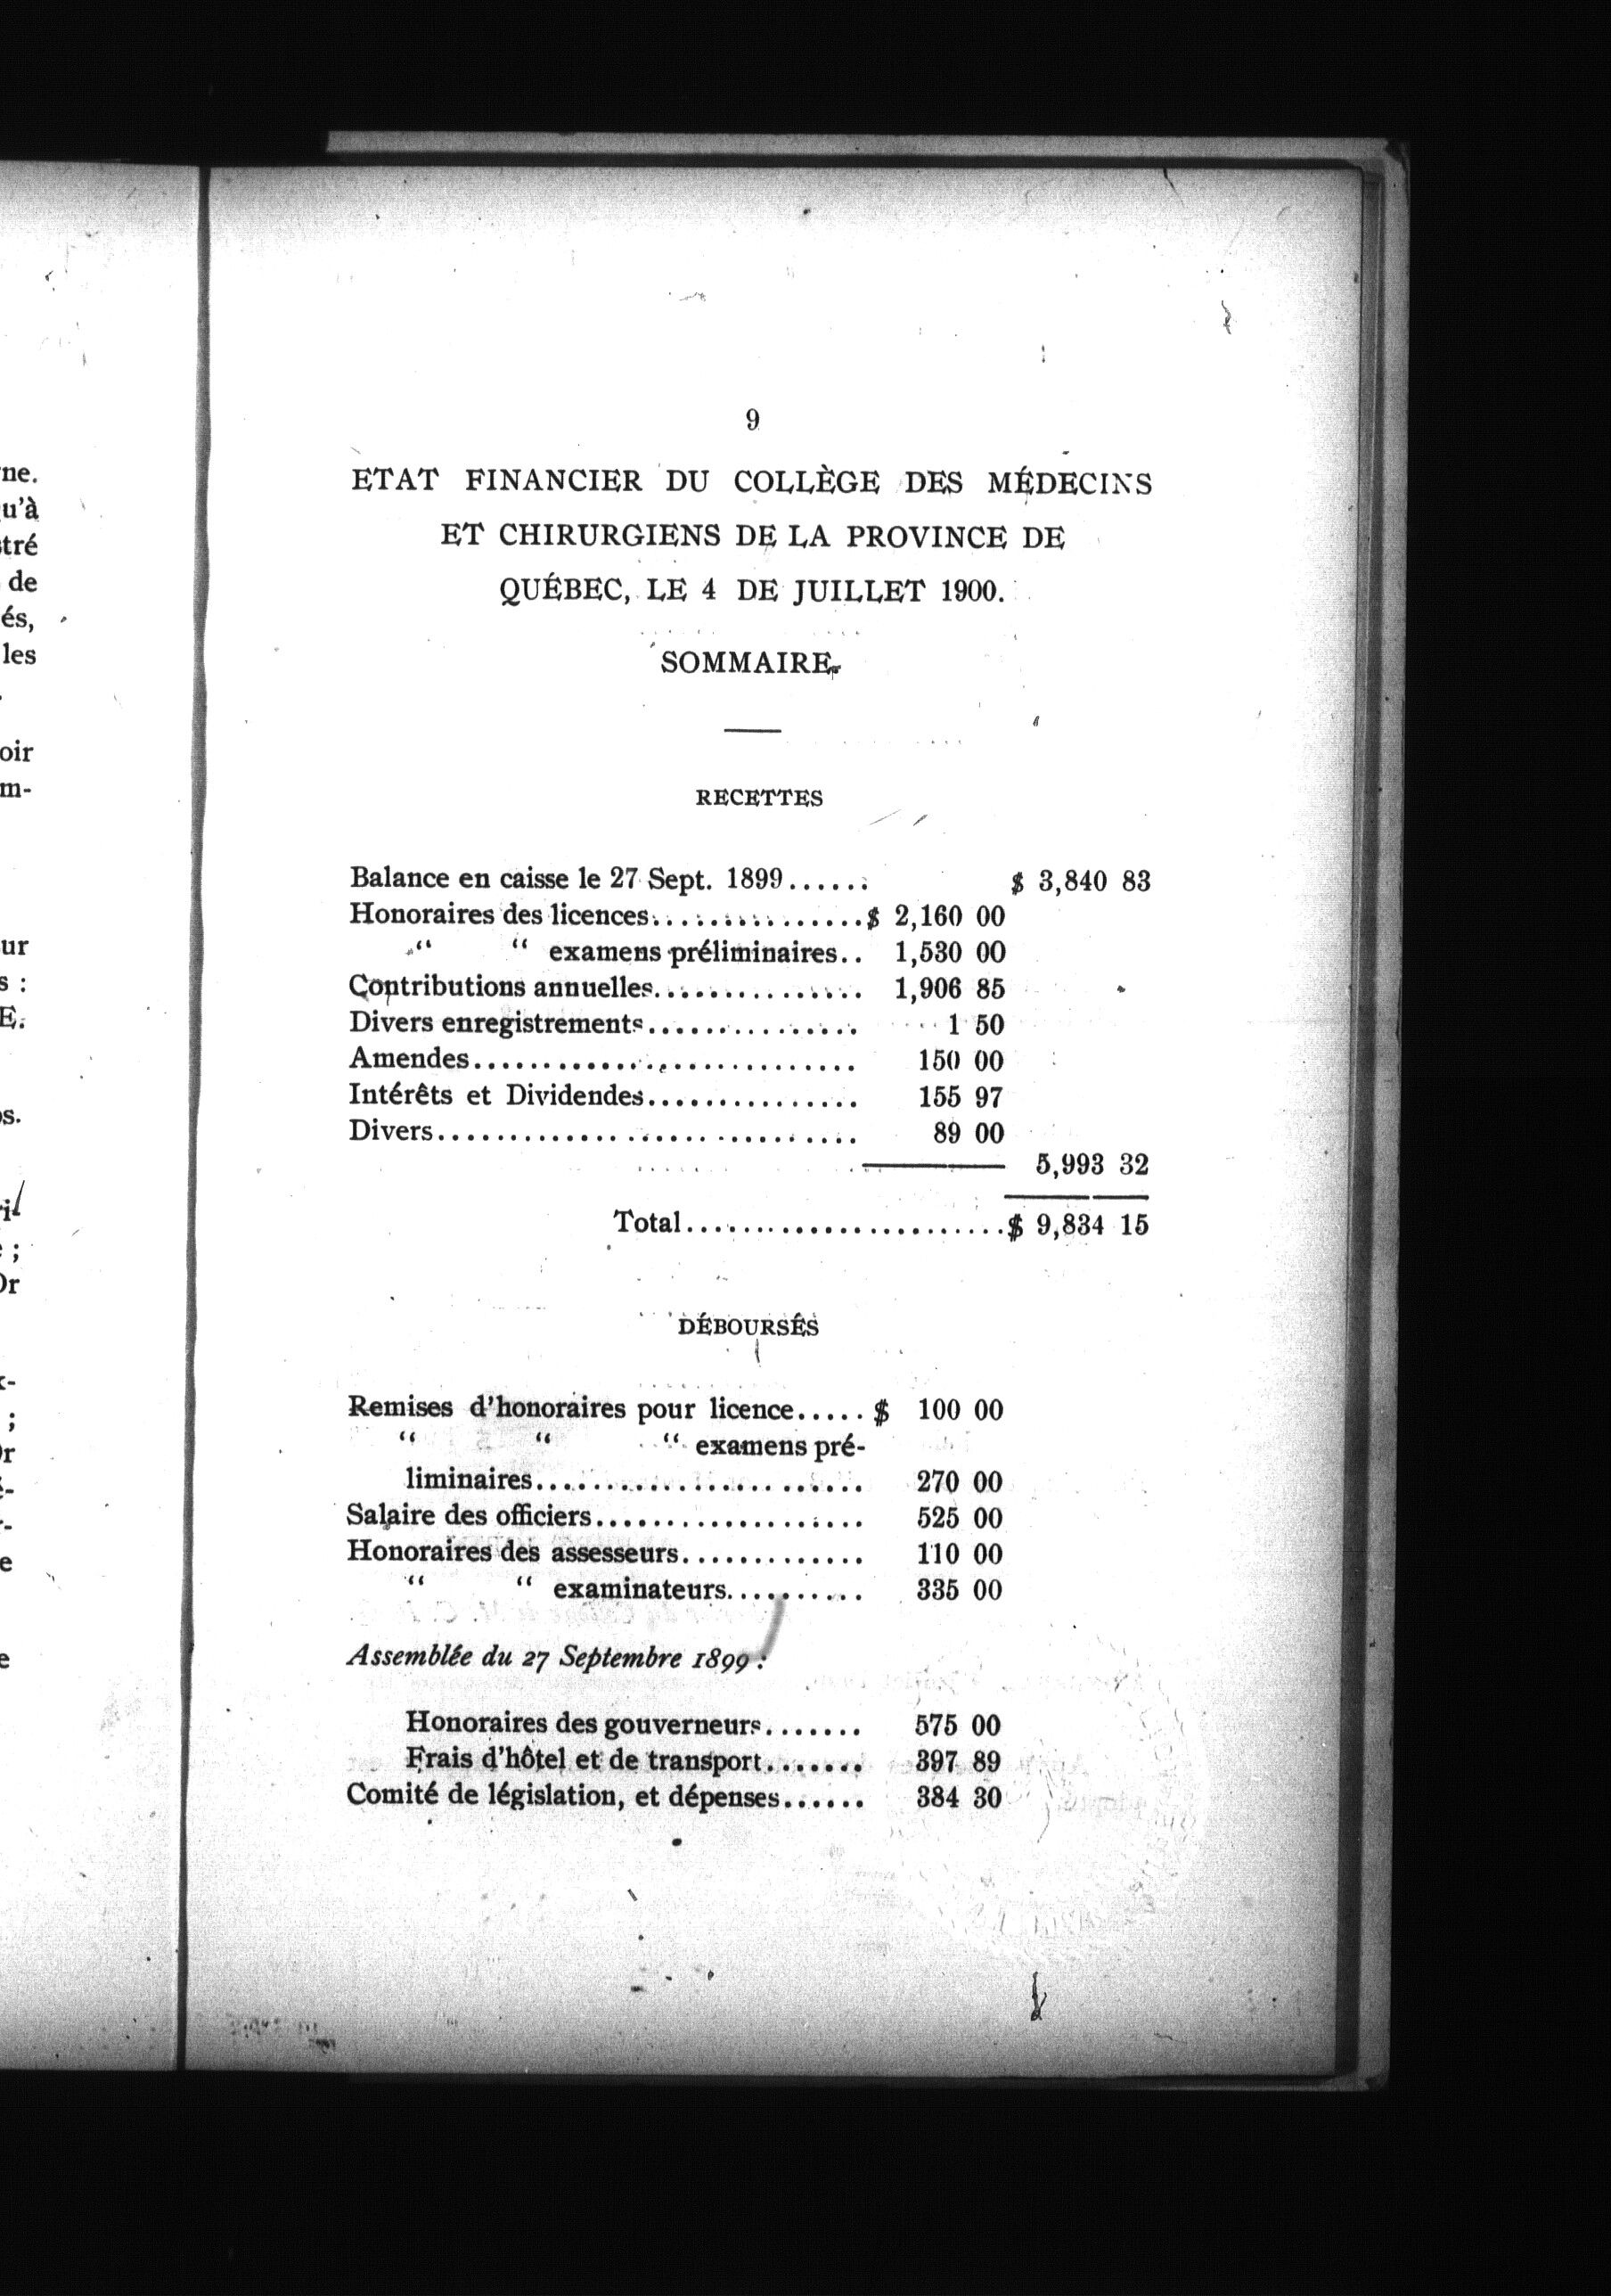 9
ETAT FINANCIER DU COLLÈGE DES MÉDECINS
ET CHIRURGIENS DE LA PROVINCE DE
QUÉBEC, LE 4 DE JUILLET 1900.
SOMMAIRE
RECETTES
Balance en caisse le 27 Sept. 1899...... $ 3,840 83
Honoraires des licences............... $ 2,160 00
“ “ examens préliminaires.. 1,530 00
Contributions annuelles............... 1,906 85
Divers enregistrements............... 1 50
Amendes........................... 150 00
Intérêts et Dividendes............... 155 97
Divers............................. 89 00
5,993 32
Total.......................$ 9,834 15
DÉBOURSÉS
Remises d'honoraires pour licence..... $ 100 00
“ “ “ examens pré-
liminaires....................... 270 00
Salaire des officiers................... 525 00
Honoraires des assesseurs............. 110 00
“ “ examinateurs.......... 335 00
Assemblée du 27 Septembre 1899 :
Honoraires des gouverneurs....... 575 00
Frais d'hôtel et de transport....... 397 89
Comité de législation, et dépenses...... 384 30